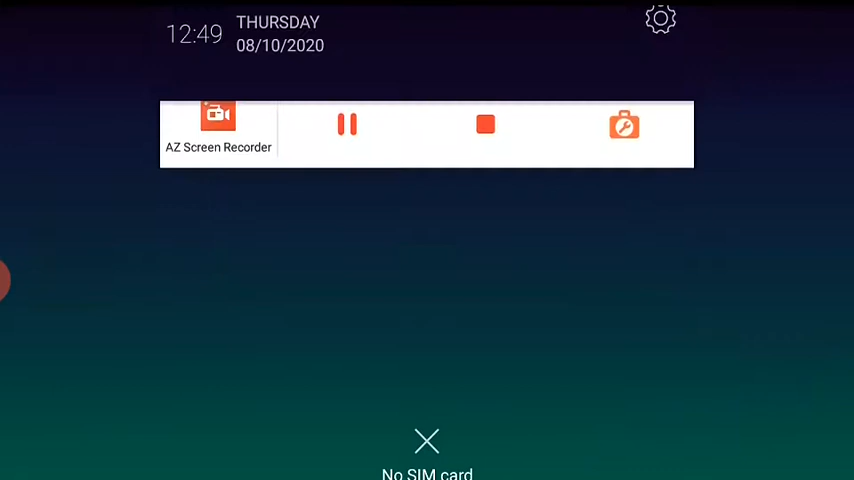 12:49
THURSDAY
08/10/2020
AZ Screen Recorder
No SIM card